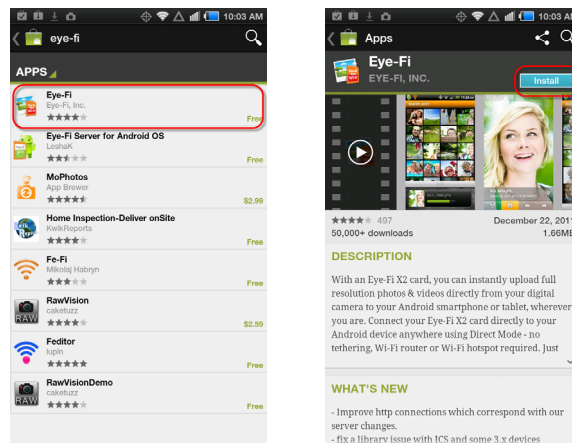 10:03 AM
eye-fi
APPS
Eye-Fi
Eye-Fi, Inc.
Free
Eye-Fi Server for Android OS
LeshaK
Free
MoPhotos
App Brewer
$2.99
Home Inspection-Deliver onSite
KwikReports
Free
Fe-Fi
Mikolaj Habryn
Free
RAW
RawVision
caketuzz
$2.59
Feditor
lupin
Free
RAW
RawVisionDemo
caketuzz
Free
10:03 AM
Apps
Eye-Fi
EYE-FI, INC.
Install
497
December 22, 2011
50,000+ downloads
1.66MB
DESCRIPTION
With an Eye-Fi X2 card, you can instantly upload full
resolution photos & videos directly from your digital
camera to your Android smartphone or tablet, wherever
you are. Connect your Eye-Fi X2 card directly to your
Android device anywhere using Direct Mode - no
tethering, Wi-Fi router or Wi-Fi hotspot required. Just
WHAT'S NEW
- Improve http connections which correspond with our
server changes.
- fix a library issue with ICS and some 3.x devices